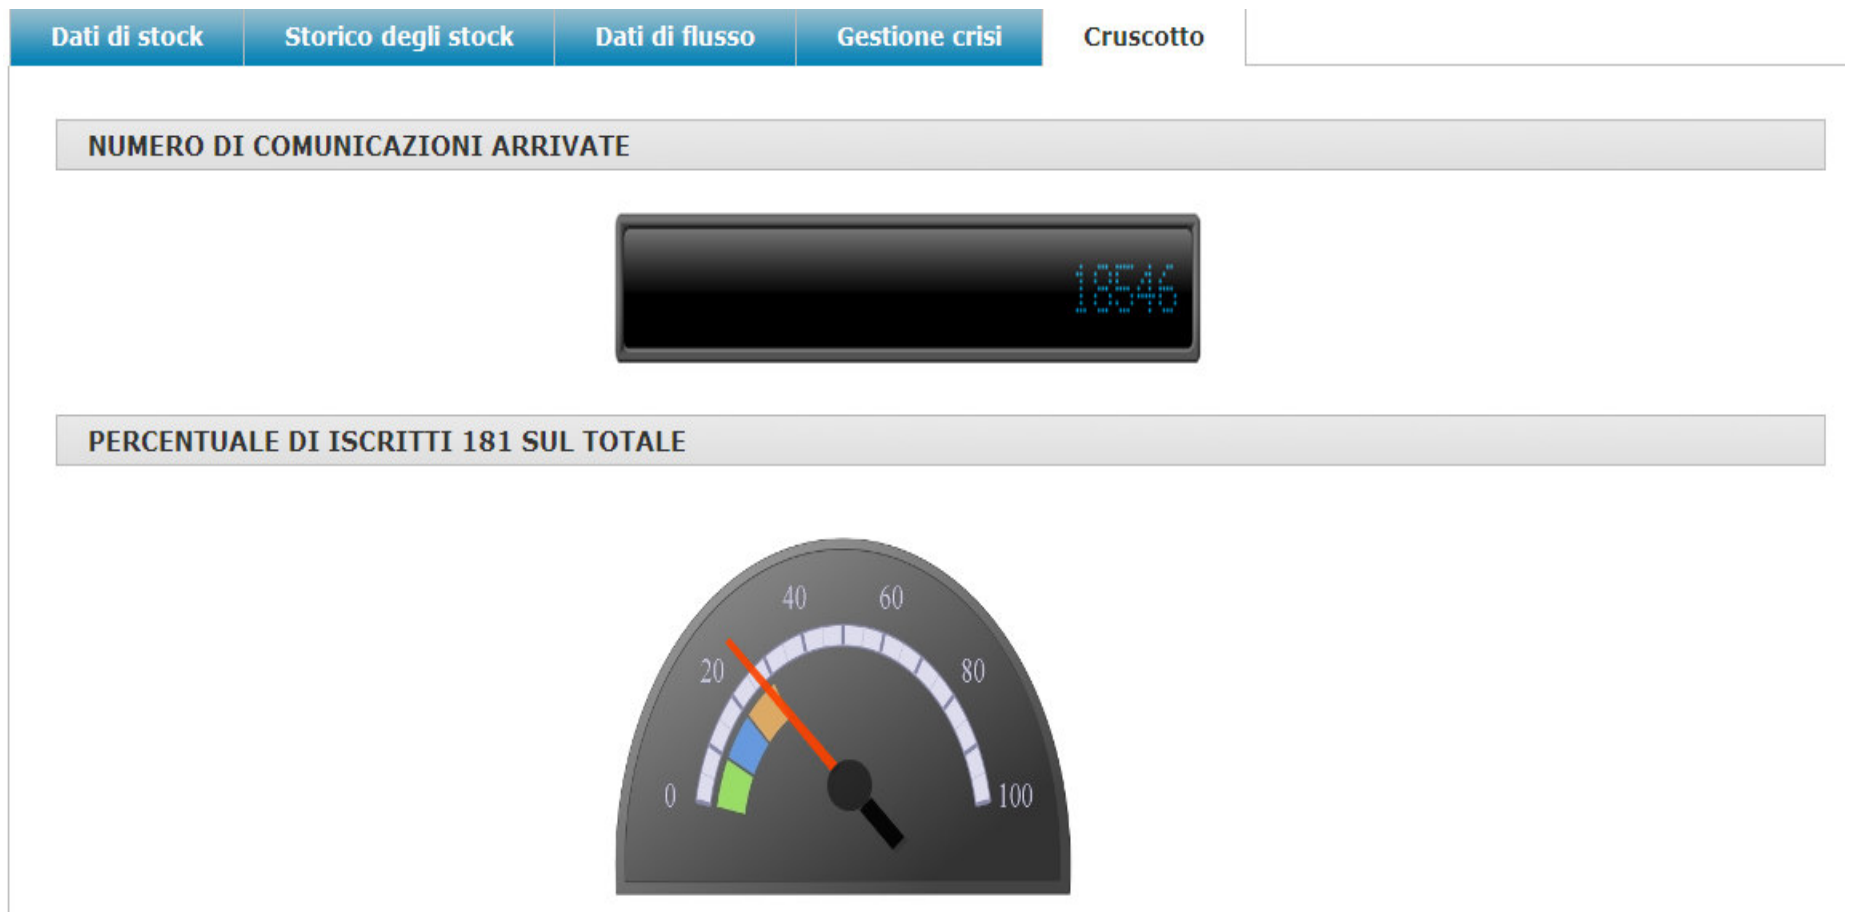 Dati di stock Storico degli stock Dati di flusso Gestione crisi Cruscotto
NUMERO DI COMUNICAZIONI ARRIVATE
18546
PERCENTUALE DI ISCRITTI 181 SUL TOTALE
40 60
20 80
0 100